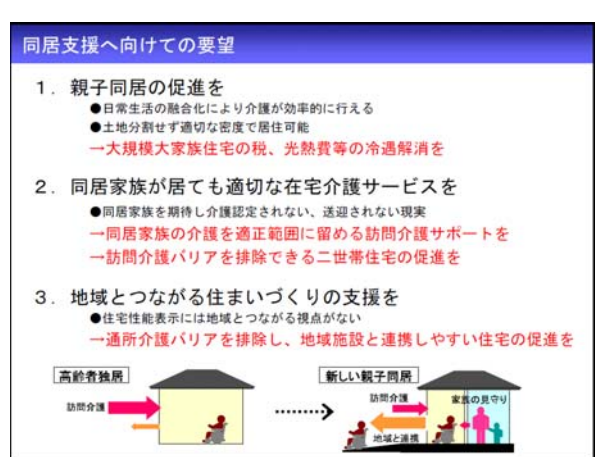 同居支援へ向けての要望
１．親子同居の促進を
●日常生活の融合化により介護が効率的に行える
●土地分割せず適切な密度で居住可能
→大規模大家族住宅の税、光熱費等の冷遇解消を
２．同居家族が居ても適切な在宅介護サービスを
●同居家族を期待し介護認定されない、送迎されない現実
→同居家族の介護を適正範囲に留める訪問介護サポートを
→訪問介護バリアを排除できる二世帯住宅の促進を
３．地域とつながる住まいづくりの支援を
●住宅性能表示には地域とつながる視点がない
→通所介護バリアを排除し、地域施設と連携しやすい住宅の促進を
高齢者独居
訪問介護
新しい親子同居
訪問介護
家族の見守り
地域と連携